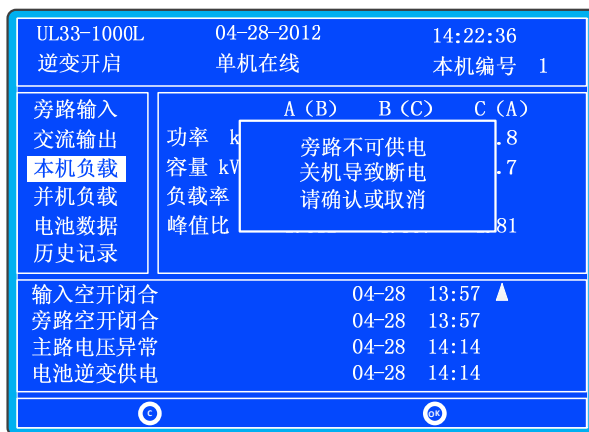 UL33-1000L 04-28-2012 14:22:36
逆变开启 单机在线 本机编号 1
旁路输入
交流输出
本机负载
并机负载
电池数据
历史记录
A (B) B (C) C (A)
功率 k .8
容量 kV .7
负载率
峰值比 81
旁路不可供电
关机导致断电
请确认或取消
输入空开闭合 04-28 13:57
旁路空开闭合 04-28 13:57
主路电压异常 04-28 14:14
电池逆变供电 04-28 14:14
C OK